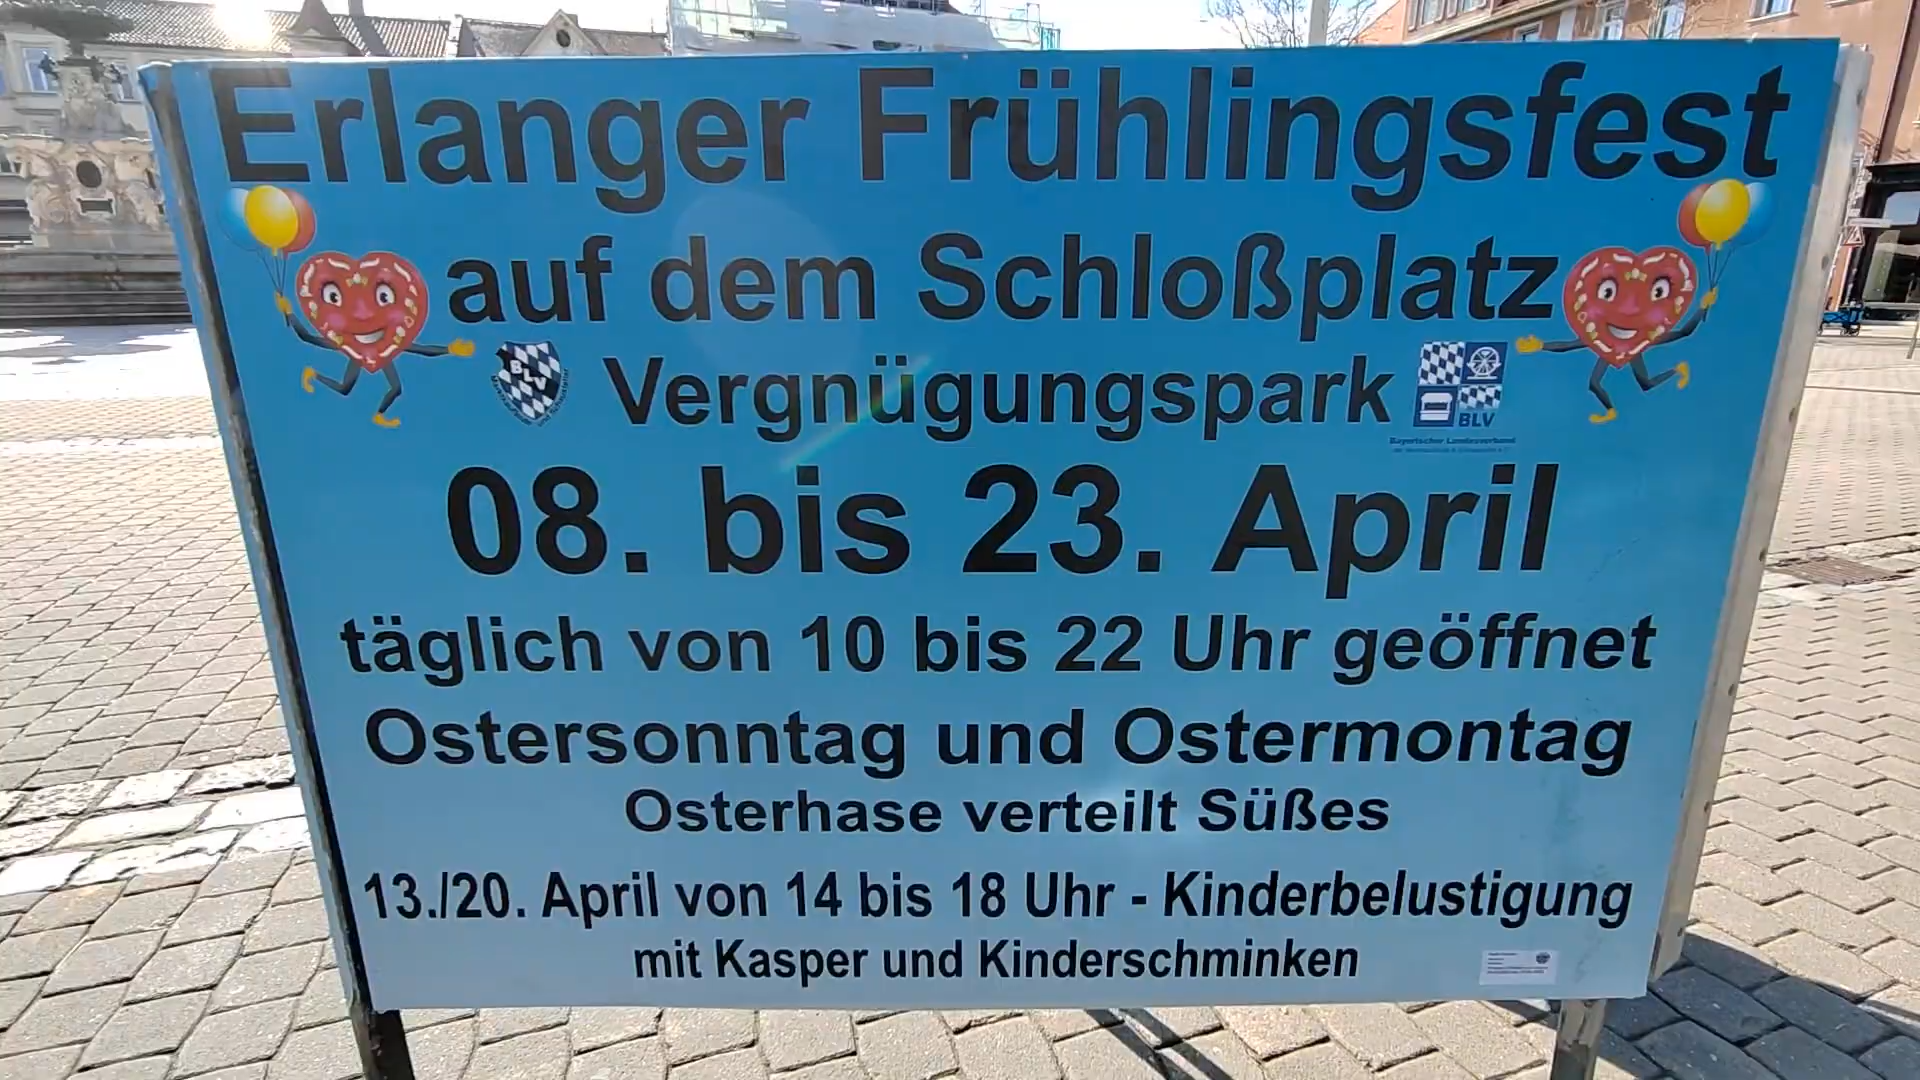 Erlanger Frühlingsfest
auf dem Schloßplatz
BLV
Vergnügungspark
BLV
Bayerischer Landesverband
08. bis 23. April
täglich von 10 bis 22 Uhr geöffnet
Ostersonntag und Ostermontag
Osterhase verteilt Süßes
13./20. April von 14 bis 18 Uhr - Kinderbelustigung
mit Kasper und Kinderschminken